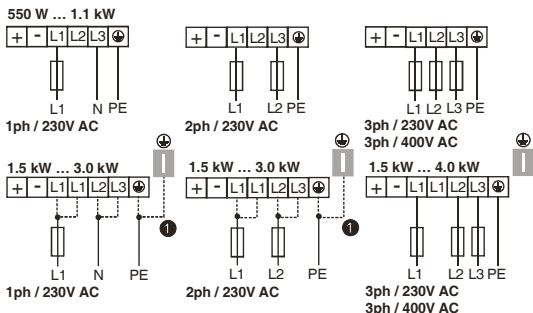 550 W ... 1.1 kW
+ - L1 L2 L3
L1 N PE
1ph / 230V AC
+ - L1 L2 L3
L1 L2 PE
2ph / 230V AC
+ - L1 L2 L3
L1 L2 L3 PE
3ph / 230V AC
3ph / 400V AC
1.5 kW ... 3.0 kW
+ - L1 L1 L2 L3
1
L1 N PE
1ph / 230V AC
1.5 kW ... 3.0 kW
+ - L1 L1 L2 L3
1
L1 L2 PE
2ph / 230V AC
1.5 kW ... 4.0 kW
+ - L1 L1 L2 L3
L1 L2 L3 PE
3ph / 230V AC
3ph / 400V AC